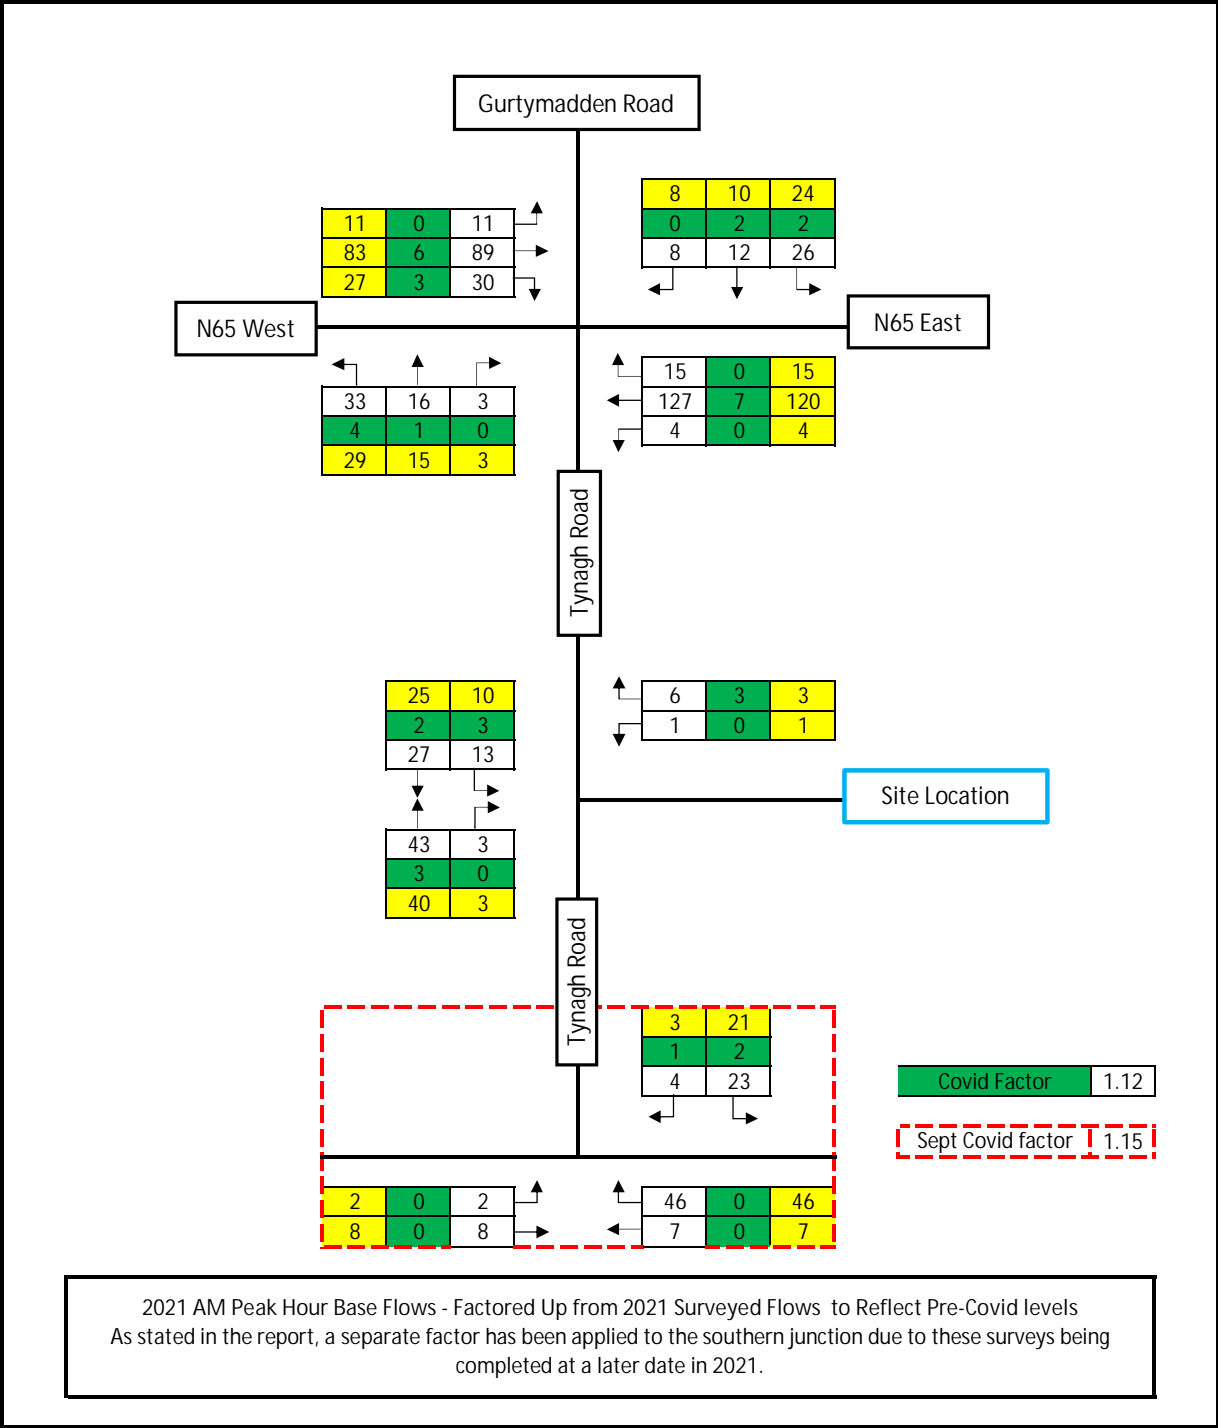 Gurtymadden Road
8 10 24
0 2 2
8 12 26
11 0 11
83 6 89
27 3 30
N65 West
N65 East
33 16 3
4 1 0
29 15 3
15 0 15
127 7 120
4 0 4
Tynagh Road
25 10
2 3
27 13
6 3 3
1 0 1
Site Location
43 3
3 0
40 3
Tynagh Road
3 21
1 2
4 23
Covid Factor 1.12
Sept Covid factor 1.15
2 0 2
8 0 8
46 0 46
7 0 7
2021 AM Peak Hour Base Flows - Factored Up from 2021 Surveyed Flows to Reflect Pre-Covid levels
As stated in the report, a separate factor has been applied to the southern junction due to these surveys being
completed at a later date in 2021.